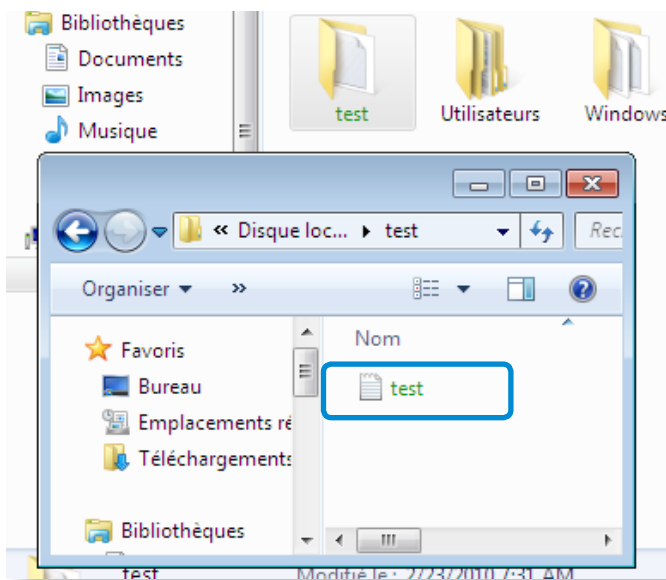 Bibliothèques
Documents
Images
Musique
test
Utilisateurs
Windows
« Disque loc... ▸ test
Rec
Organiser
»
Favoris
Bureau
Emplacements ré
Téléchargements
Bibliothèques
Nom
test
test
Modifié le : 2/23/2010 7:31 AM